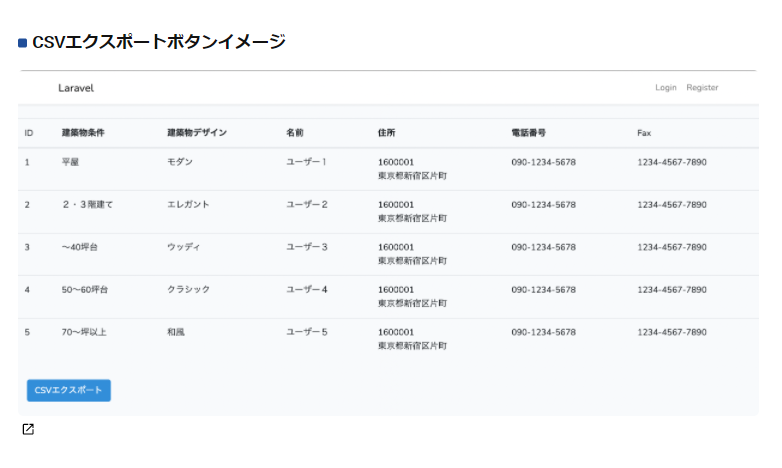 CSVエクスポートボタンイメージ
Laravel Login Register
ID 建築物条件 建築物デザイン 名前 住所 電話番号 Fax
1 平屋 モダン ユーザー1 1600001 090-1234-5678 1234-4567-7890
東京都新宿区片町
2 2・3階建て エレガント ユーザー2 1600001 090-1234-5678 1234-4567-7890
東京都新宿区片町
3 〜40坪台 ウッディ ユーザー3 1600001 090-1234-5678 1234-4567-7890
東京都新宿区片町
4 50〜60坪台 クラシック ユーザー4 1600001 090-1234-5678 1234-4567-7890
東京都新宿区片町
5 70〜坪以上 和風 ユーザー5 1600001 090-1234-5678 1234-4567-7890
東京都新宿区片町
CSVエクスポート